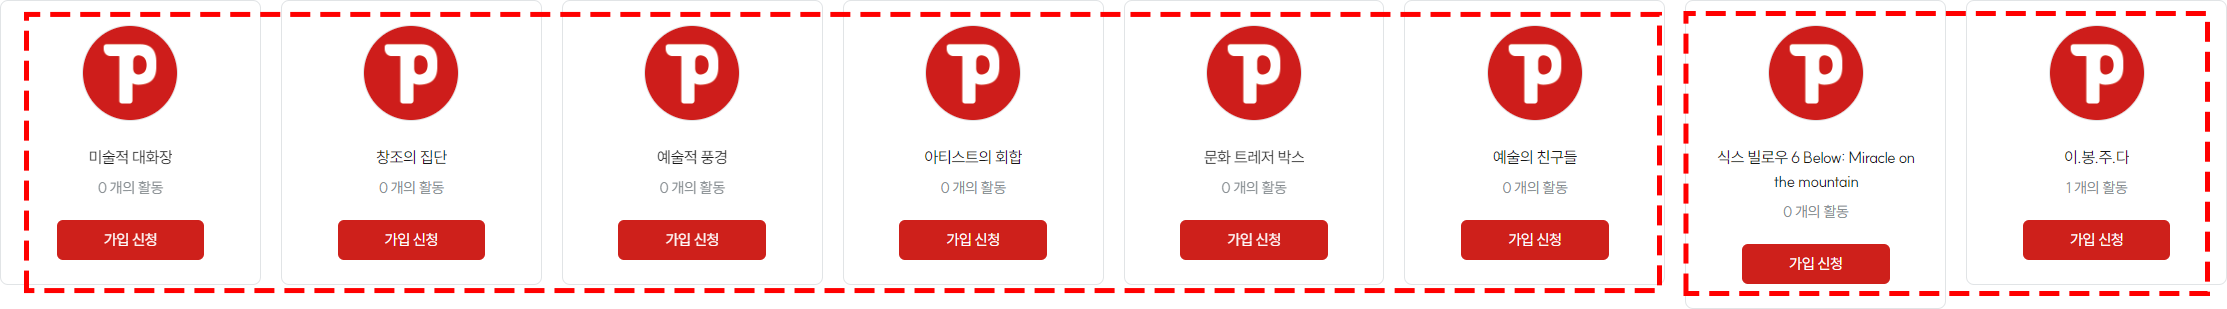 미술적 대화장
0 개의 활동
가입 신청
창조의 집단
0 개의 활동
가입 신청
예술적 풍경
0 개의 활동
가입 신청
아티스트의 회합
0 개의 활동
가입 신청
문화 트레저 박스
0 개의 활동
가입 신청
예술의 친구들
0 개의 활동
가입 신청
식스 빌로우 6 Below: Miracle on
the mountain
0 개의 활동
가입 신청
이.봉.주.다
1 개의 활동
가입 신청